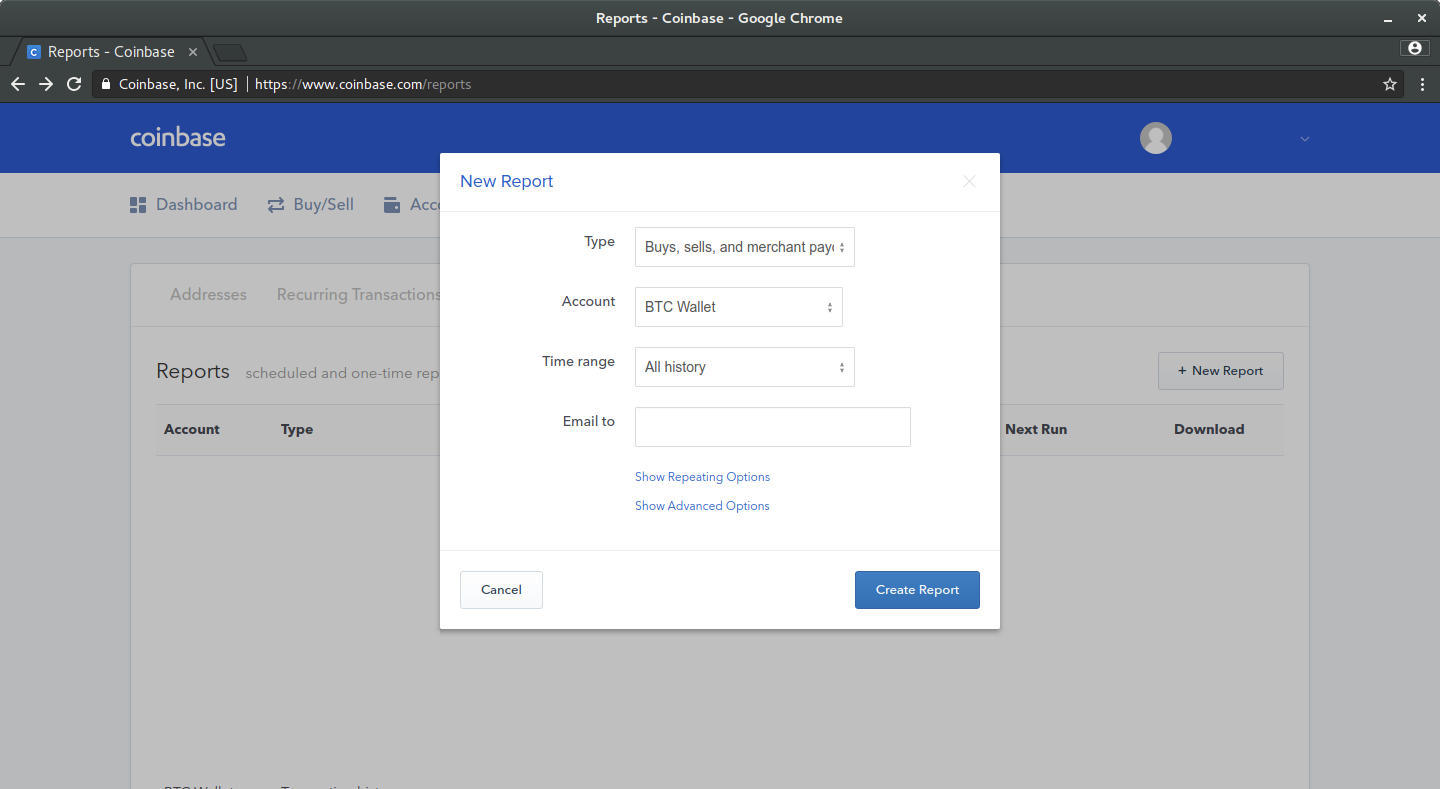 Reports - Coinbase - Google Chrome
Reports - Coinbase
Coinbase, Inc. [US] https://www.coinbase.com/reports
coinbase
Dashboard Buy/Sell Acco
New Report
Type Buys, sells, and merchant payo
Account BTC Wallet
Time range All history
Email to
Show Repeating Options
Show Advanced Options
Cancel Create Report
Addresses Recurring Transactions
Reports scheduled and one-time rep + New Report
Account Type Next Run Download